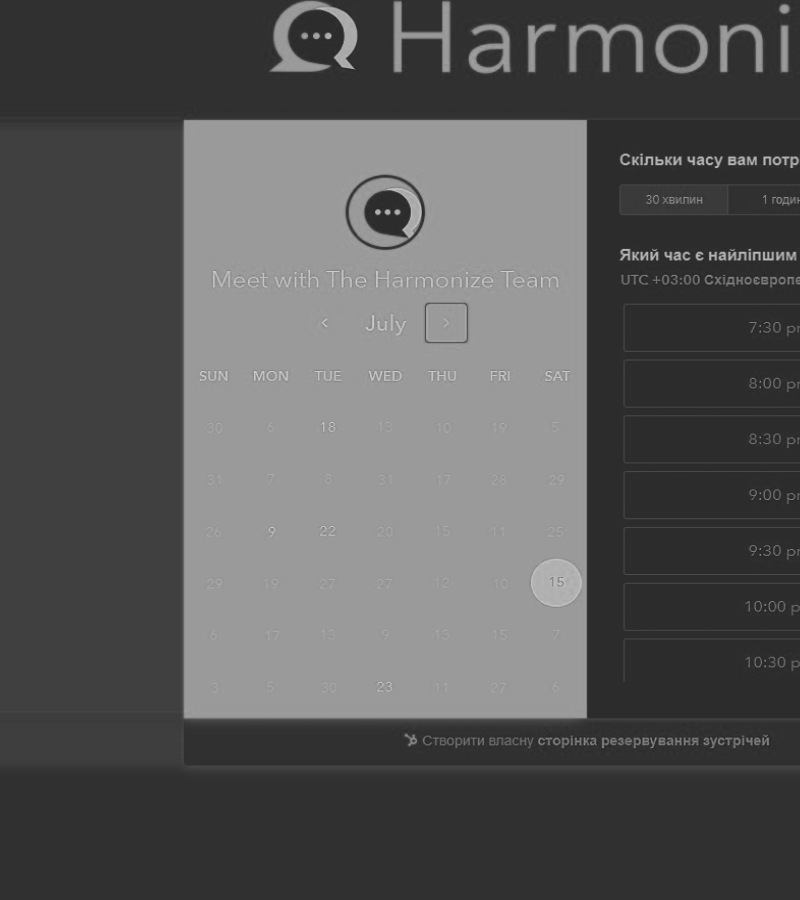 Harmoni
Meet with The Harmonize Team
July
SUN MON TUE WED THU FRI SAT
30 6 18 13 10 19 5
31 7 8 31 17 28 29
26 9 22 20 15 11 25
29 19 27 27 12 10 15
6 17 13 9 13 15 7
3 5 30 23 11 27 6
Скільки часу вам потр
30 хвилин 1 годин
Який час є найліпшим
UTC +03:00 Східноєвропе
7:30 pr
8:00 pr
8:30 pr
9:00 pr
9:30 pr
10:00 p
10:30 p
Створити власну сторінка резервування зустрічей